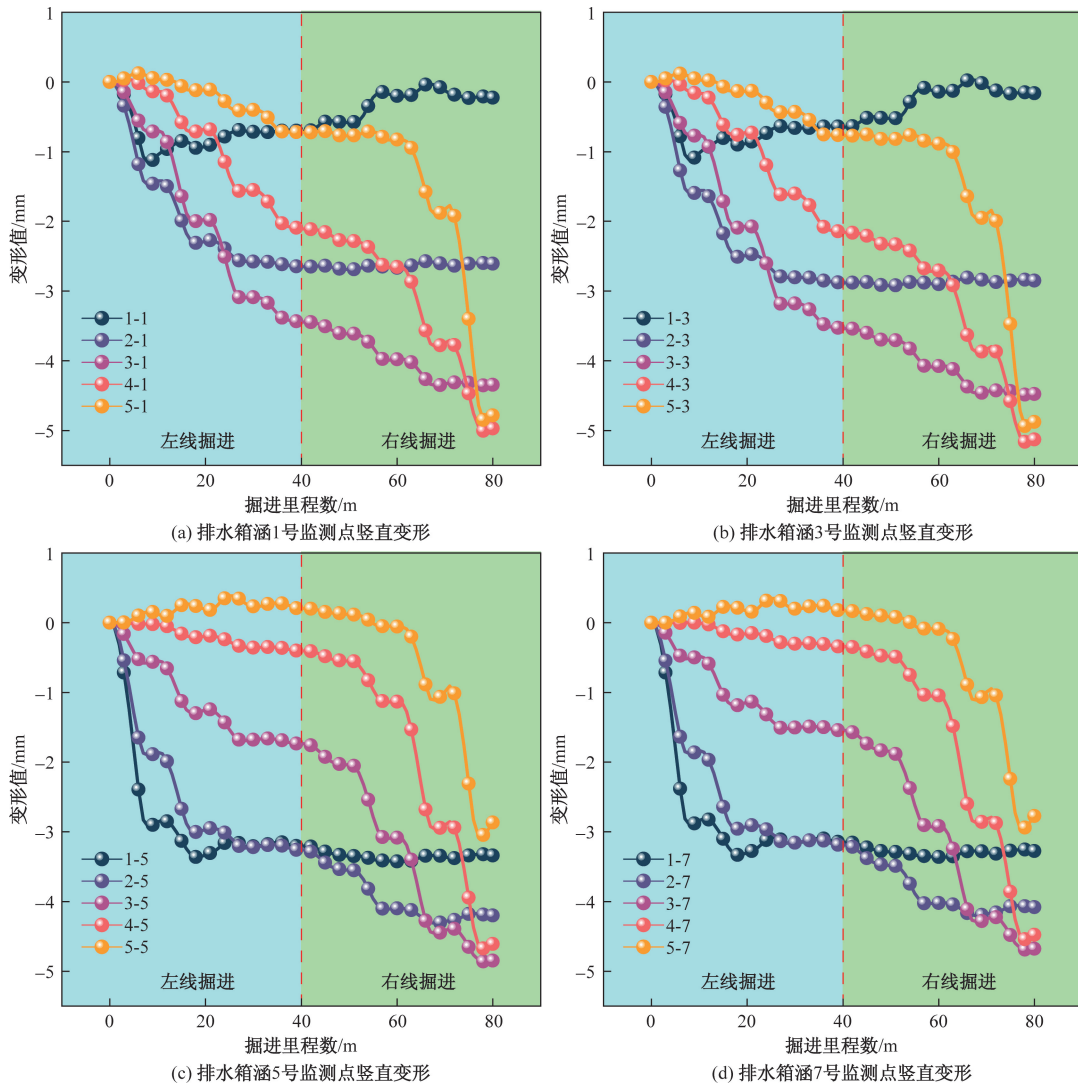 1
0
−1
−2
−3
−4
−5
变形值/mm
1-1
2-1
3-1
4-1
5-1
左线掘进
右线掘进
0 20 40 60 80
掘进里程数/m
(a) 排水箱涵1号监测点竖直变形
1
0
−1
−2
−3
−4
−5
变形值/mm
1-3
2-3
3-3
4-3
5-3
左线掘进
右线掘进
0 20 40 60 80
掘进里程数/m
(b) 排水箱涵3号监测点竖直变形
1
0
−1
−2
−3
−4
−5
变形值/mm
1-5
2-5
3-5
4-5
5-5
左线掘进
右线掘进
0 20 40 60 80
掘进里程数/m
(c) 排水箱涵5号监测点竖直变形
1
0
−1
−2
−3
−4
−5
变形值/mm
1-7
2-7
3-7
4-7
5-7
左线掘进
右线掘进
0 20 40 60 80
掘进里程数/m
(d) 排水箱涵7号监测点竖直变形